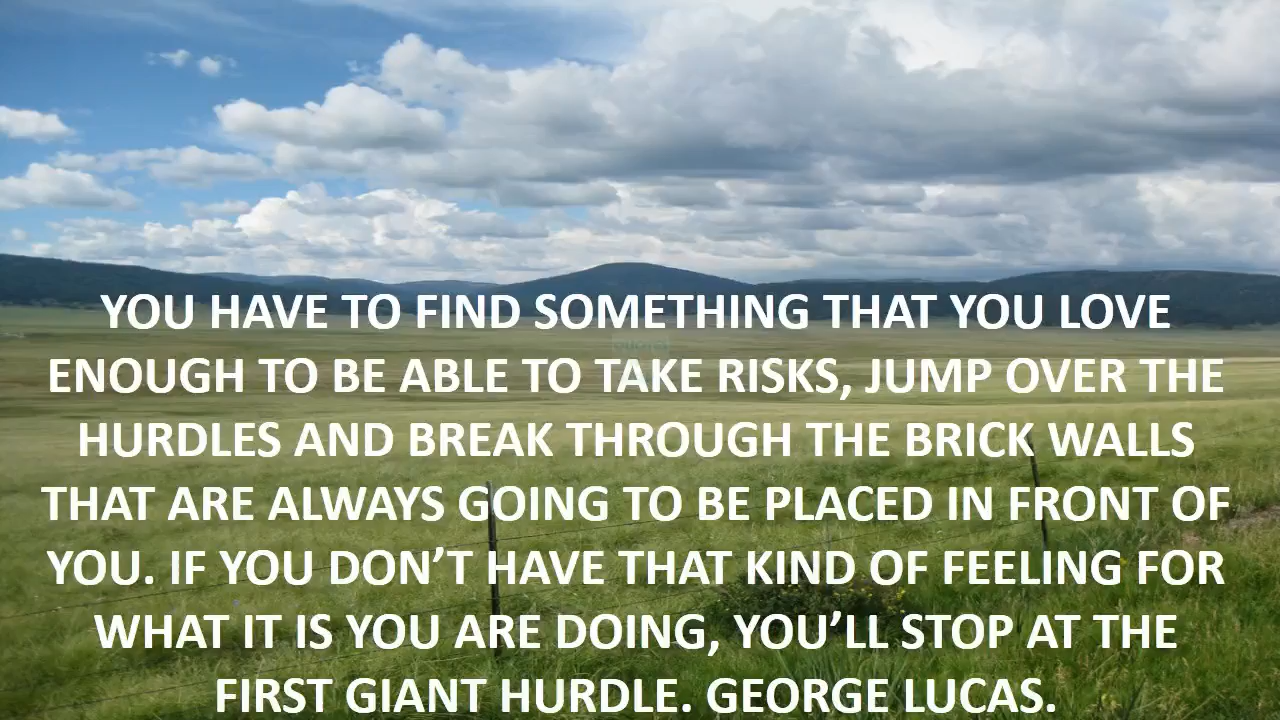 YOU HAVE TO FIND SOMETHING THAT YOU LOVE
ENOUGH TO BE ABLE TO TAKE RISKS, JUMP OVER THE
HURDLES AND BREAK THROUGH THE BRICK WALLS
THAT ARE ALWAYS GOING TO BE PLACED IN FRONT OF
YOU. IF YOU DON’T HAVE THAT KIND OF FEELING FOR
WHAT IT IS YOU ARE DOING, YOU’LL STOP AT THE
FIRST GIANT HURDLE. GEORGE LUCAS.